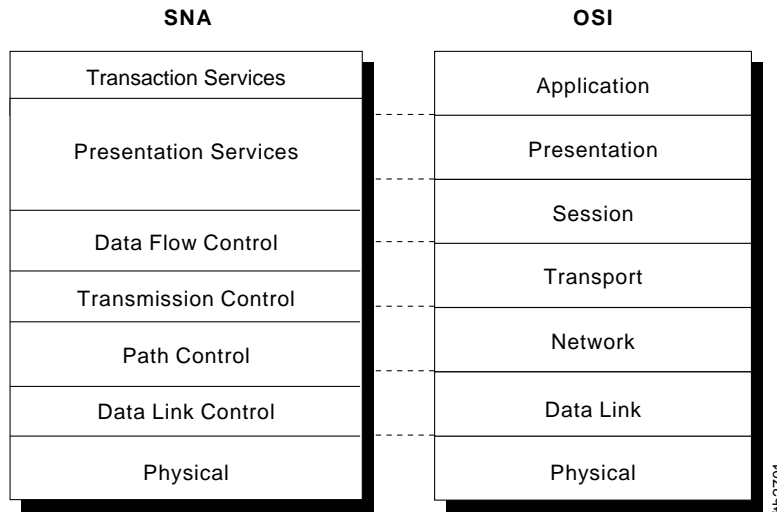 SNA
Transaction Services
Presentation Services
Data Flow Control
Transmission Control
Path Control
Data Link Control
Physical
OSI
Application
Presentation
Session
Transport
Network
Data Link
Physical